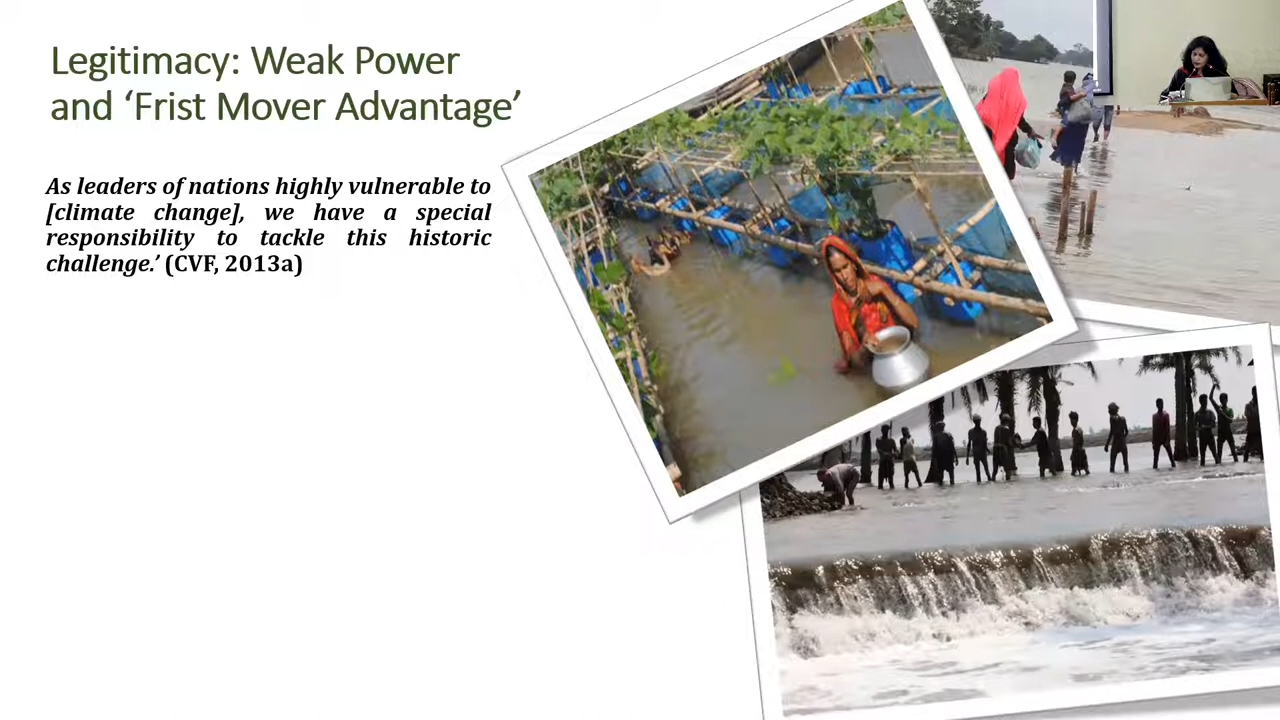 Legitimacy: Weak Power
and ‘Frist Mover Advantage’
As leaders of nations highly vulnerable to
[climate change], we have a special
responsibility to tackle this historic
challenge.’ (CVF, 2013a)